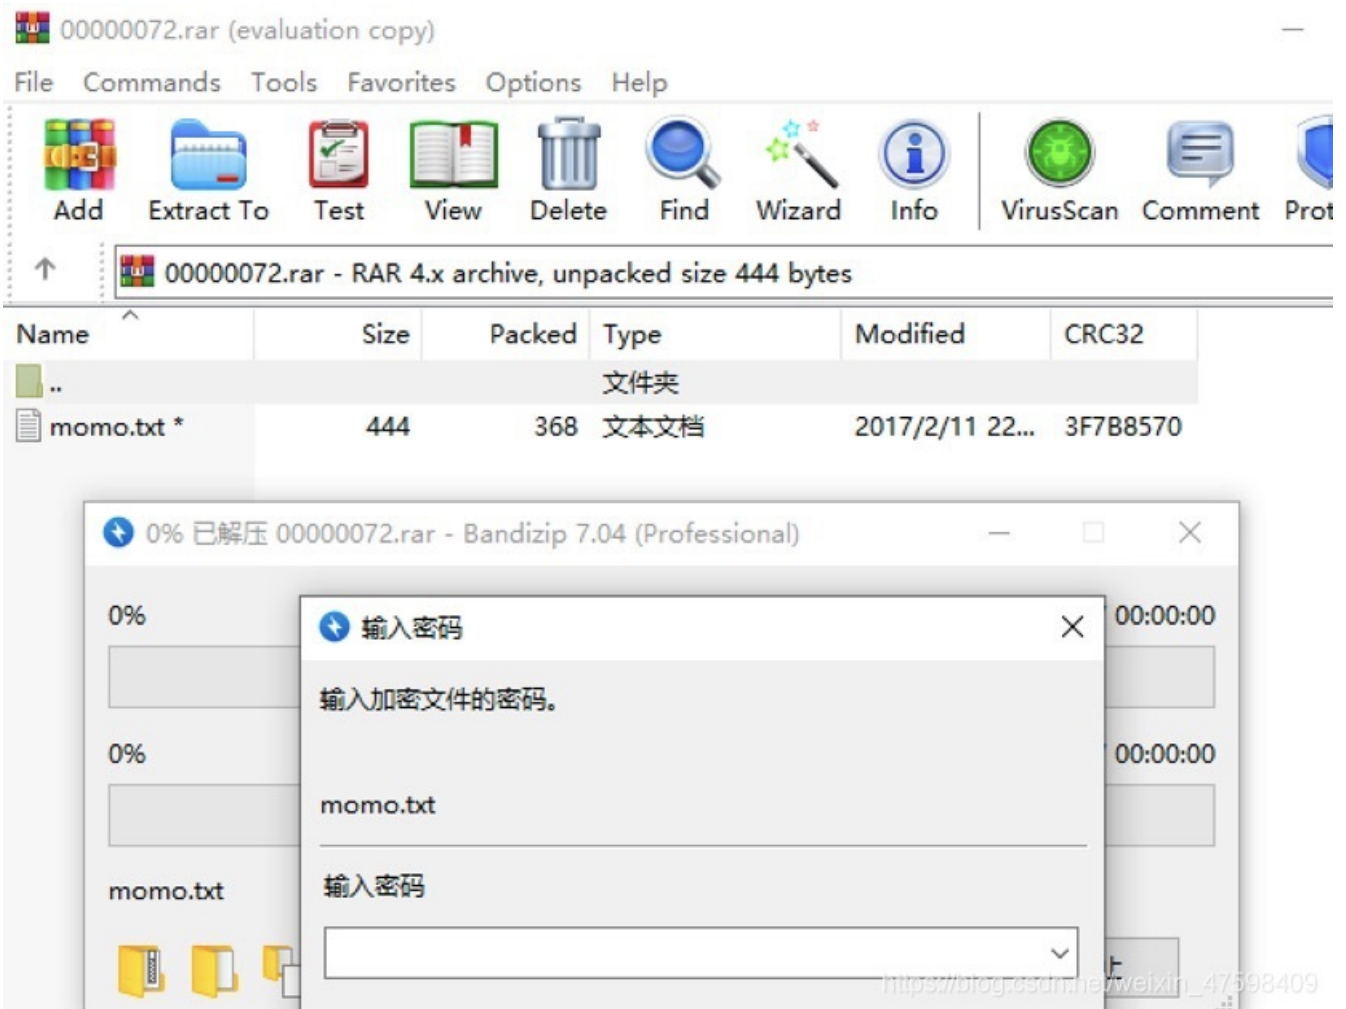 00000072.rar (evaluation copy)
File Commands Tools Favorites Options Help
Add Extract To Test View Delete Find Wizard Info VirusScan Comment Prot
00000072.rar - RAR 4.x archive, unpacked size 444 bytes
Name Size Packed Type Modified CRC32
.. 文件夹
momo.txt * 444 368 文本文档 2017/2/11 22... 3F7B8570
0% 已解压 00000072.rar - Bandizip 7.04 (Professional)
0% 00:00:00
输入密码
输入加密文件的密码。
0% 00:00:00
momo.txt
momo.txt
输入密码
止
https://blog.csdn.net/weixin_47598409